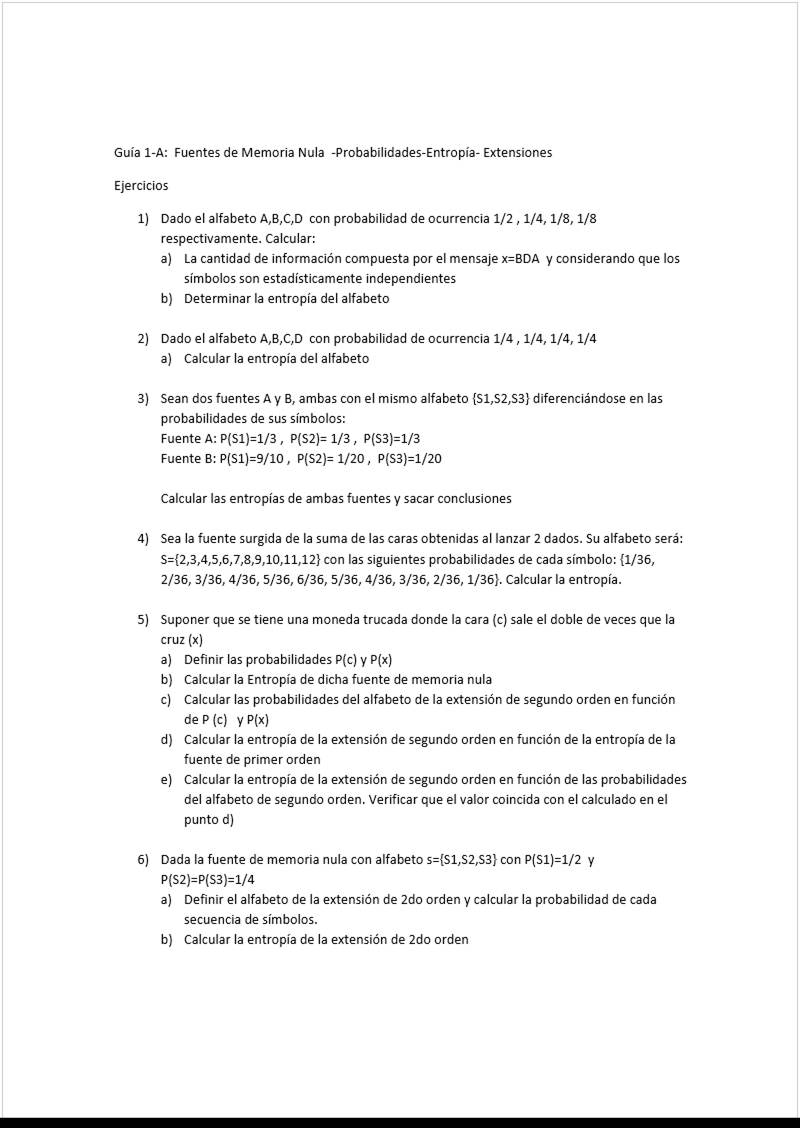 Guía 1-A:  Fuentes de Memoria Nula  -Probabilidades-Entropía- Extensiones
Ejercicios
1) Dado el alfabeto A,B,C,D  con probabilidad de ocurrencia 1/2 , 1/4, 1/8, 1/8
respectivamente. Calcular:
a) La cantidad de información compuesta por el mensaje x=BDA  y considerando que los
símbolos son estadísticamente independientes
b) Determinar la entropía del alfabeto
2) Dado el alfabeto A,B,C,D  con probabilidad de ocurrencia 1/4 , 1/4, 1/4, 1/4
a) Calcular la entropía del alfabeto
3) Sean dos fuentes A y B, ambas con el mismo alfabeto {S1,S2,S3} diferenciándose en las
probabilidades de sus símbolos:
Fuente A: P(S1)=1/3 ,  P(S2)= 1/3 ,  P(S3)=1/3
Fuente B: P(S1)=9/10 ,  P(S2)= 1/20 ,  P(S3)=1/20
Calcular las entropías de ambas fuentes y sacar conclusiones
4) Sea la fuente surgida de la suma de las caras obtenidas al lanzar 2 dados. Su alfabeto será:
S={2,3,4,5,6,7,8,9,10,11,12} con las siguientes probabilidades de cada símbolo: {1/36,
2/36, 3/36, 4/36, 5/36, 6/36, 5/36, 4/36, 3/36, 2/36, 1/36}. Calcular la entropía.
5) Suponer que se tiene una moneda trucada donde la cara (c) sale el doble de veces que la
cruz (x)
a) Definir las probabilidades P(c) y P(x)
b) Calcular la Entropía de dicha fuente de memoria nula
c) Calcular las probabilidades del alfabeto de la extensión de segundo orden en función
de P (c)   y P(x)
d) Calcular la entropía de la extensión de segundo orden en función de la entropía de la
fuente de primer orden
e) Calcular la entropía de la extensión de segundo orden en función de las probabilidades
del alfabeto de segundo orden. Verificar que el valor coincida con el calculado en el
punto d)
6) Dada la fuente de memoria nula con alfabeto s={S1,S2,S3} con P(S1)=1/2  y
P(S2)=P(S3)=1/4
a) Definir el alfabeto de la extensión de 2do orden y calcular la probabilidad de cada
secuencia de símbolos.
b) Calcular la entropía de la extensión de 2do orden